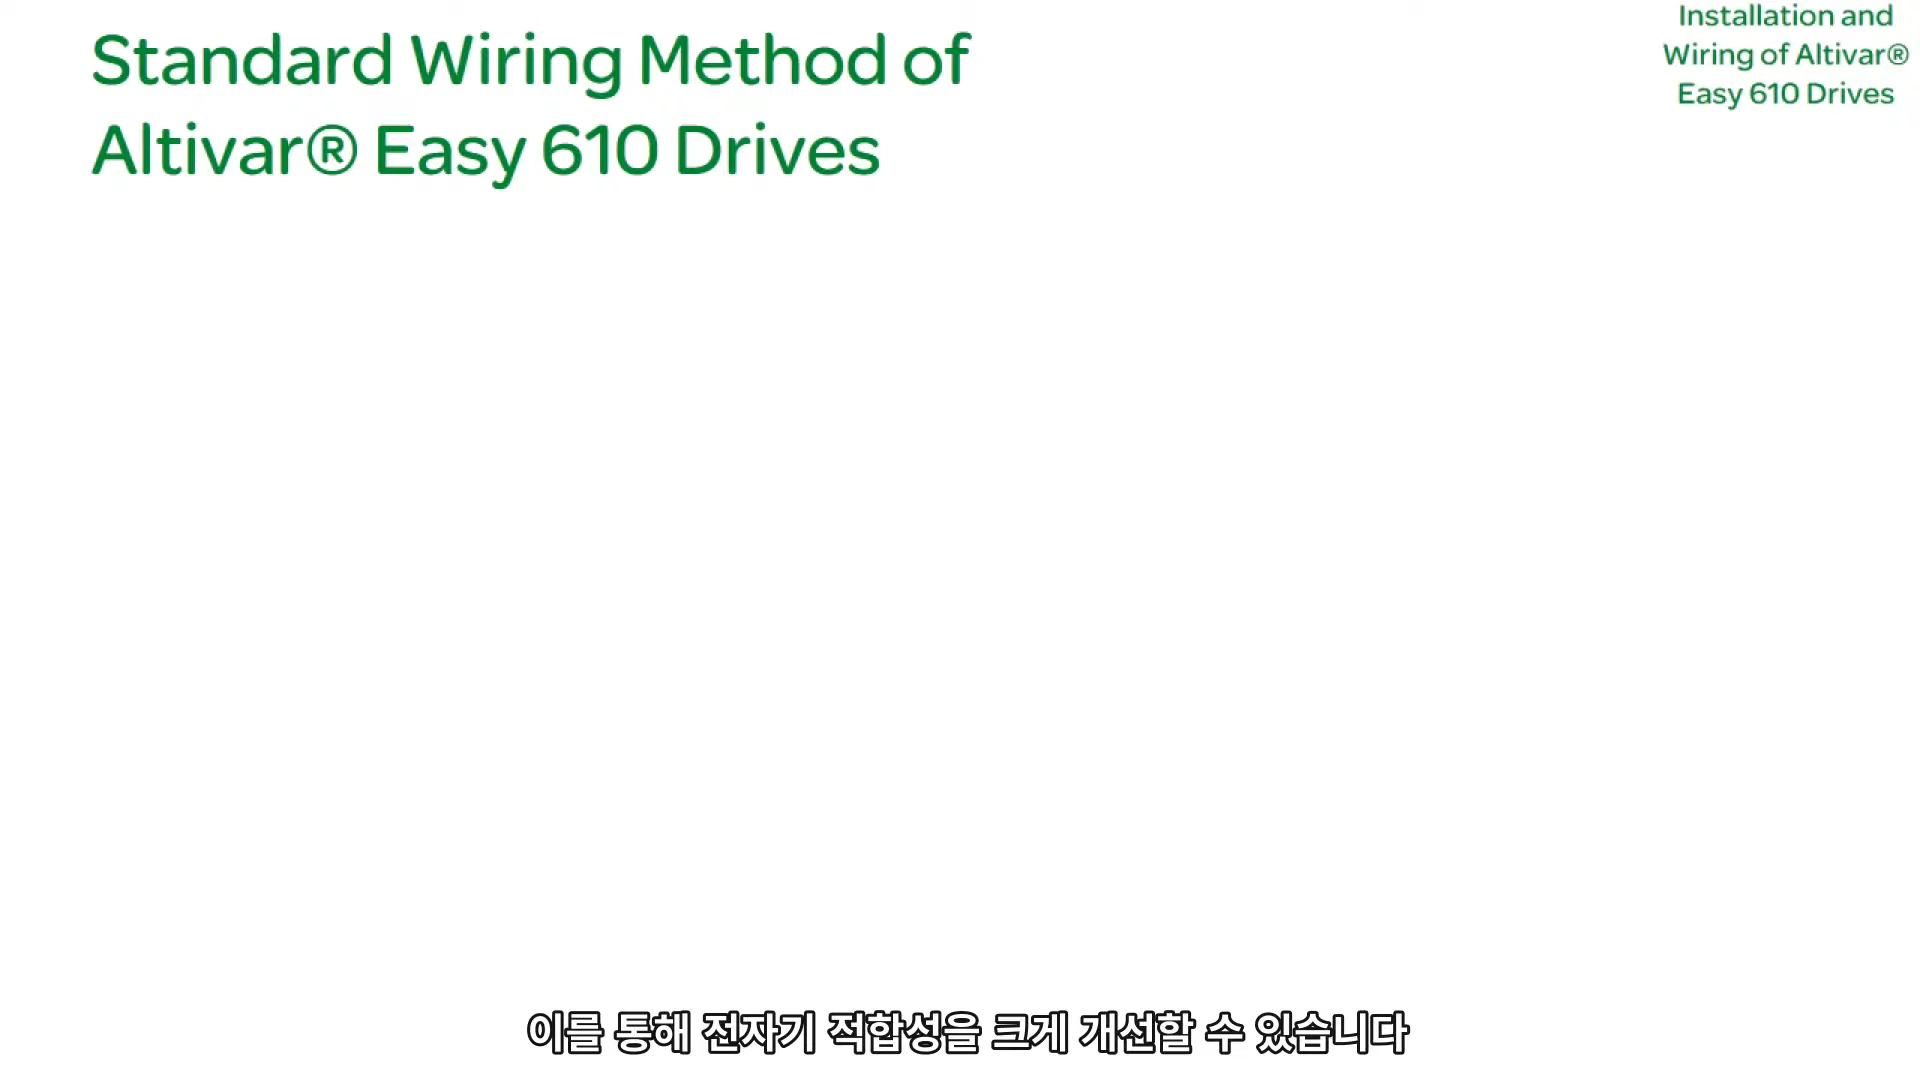 Standard Wiring Method of
Altivar® Easy 610 Drives
Installation and
Wiring of Altivar®
Easy 610 Drives
이를 통해 전자기 적합성을 크게 개선할 수 있습니다